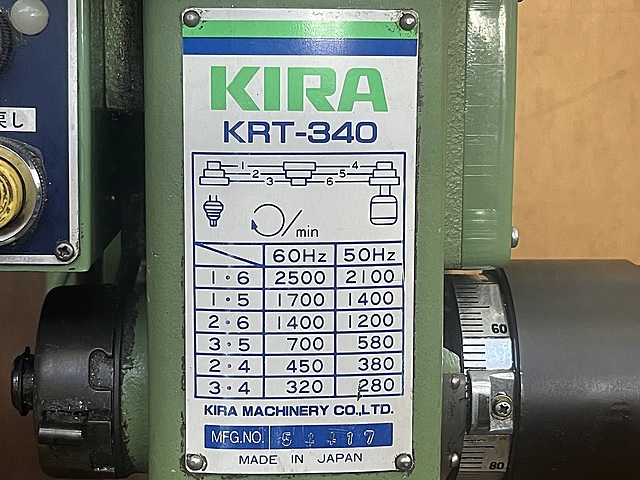 KIRA
KRT-340
1 4
2 5
3 6
/min
60Hz 50Hz
1·6 2500 2100
1·5 1700 1400
2·6 1400 1200
3·5 700 580
2·4 450 380
3·4 320 280
KIRA MACHINERY CO.,LTD.
MFG.NO.
MADE IN JAPAN
戻し
60
80